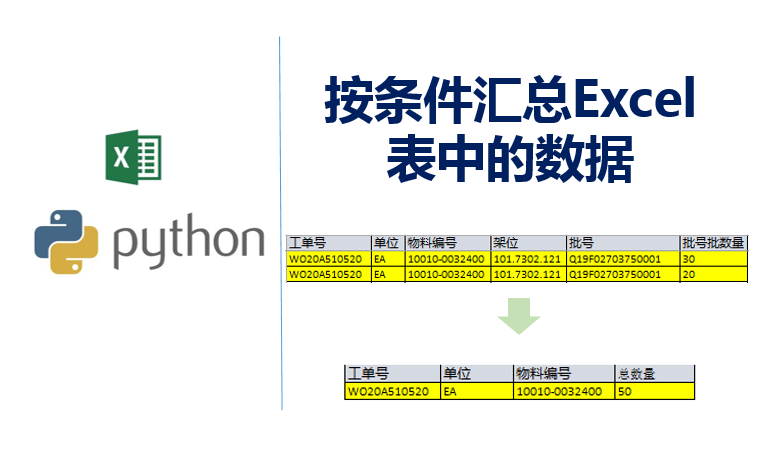 按条件汇总Excel
表中的数据
X
python
工单号 单位 物料编号 架位 批号 批号批数量
WO20A510520 EA 10010-0032400 101.7302.121 Q19F02703750001 30
WO20A510520 EA 10010-0032400 101.7302.121 Q19F02703750001 20
工单号 单位 物料编号 总数量
WO20A510520 EA 10010-0032400 50